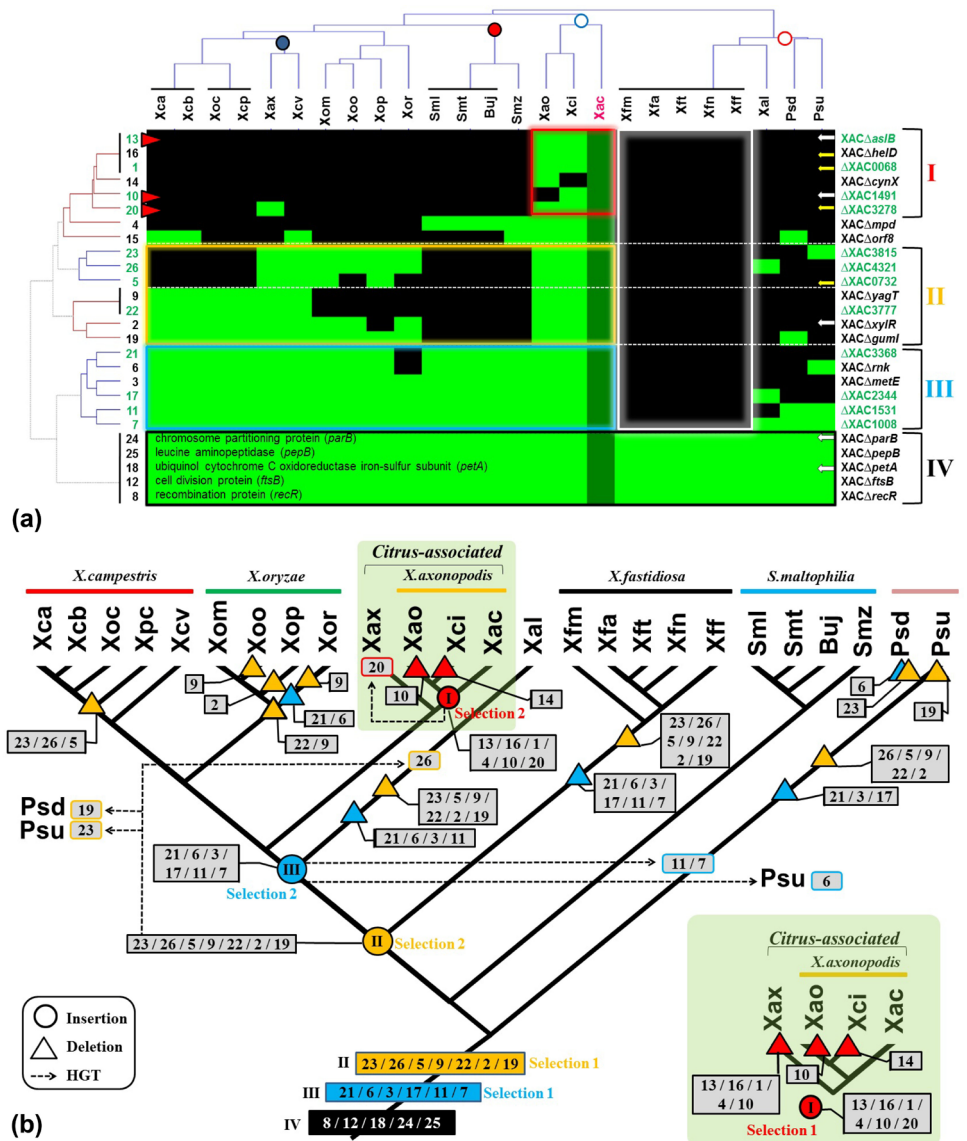 Xca Xcb Xoc Xcp Xax Xcv Xom Xoo Xop Xor Sml Smt Buj Smz Xao Xci Xac Xfm Xfa Xft Xfn Xff Xal Psd Psu
13 XACΔaslB
16 XACΔhelD
1 ΔXAC0068
14 XACΔcynX
10 ΔXAC1491
20 ΔXAC3278
I
4 XACΔmpd
15 XACΔorf8
23 ΔXAC3815
26 ΔXAC4321
5 ΔXAC0732
9 XACΔyagT
22 ΔXAC3777
2 XACΔxylR
19 XACΔgumI
II
21 ΔXAC3368
6 XACΔrnk
3 XACΔmetE
17 ΔXAC2344
11 ΔXAC1531
7 ΔXAC1008
III
24 chromosome partitioning protein (parB) XACΔparB
25 leucine aminopeptidase (pepB) XACΔpepB
18 ubiquinol cytochrome C oxidoreductase iron-sulfur subunit (petA) XACΔpetA
12 cell division protein (ftsB) XACΔftsB
8 recombination protein (recR) XACΔrecR
IV
(a)
Citrus-associated
X.campestris X.oryzae X.axonopodis X.fastidiosa S.maltophilia
Xca Xcb Xoc Xpc Xcv Xom Xoo Xop Xor Xax Xao Xci Xac Xal Xfm Xfa Xft Xfn Xff Sml Smt Buj Smz Psd Psu
9
2
9
21 / 6
22 / 9
23 / 26 / 5
20
10
I
14
Selection 2
13 / 16 / 1 /
4 / 10 / 20
6
23
19
23 / 26 /
5 / 9 / 22
2 / 19
26 / 5 / 9 /
22 / 2
21 / 3 / 17
21 / 6 / 3 /
17 / 11 / 7
26
23 / 5 / 9 /
22 / 2 / 19
21 / 6 / 3 / 11
Psd 19
Psu 23
21 / 6 / 3 /
17 / 11 / 7
III
Selection 2
11 / 7
Psu 6
23 / 26 / 5 / 9 / 22 / 2 / 19
II Selection 2
Insertion
Deletion
HGT
II 23 / 26 / 5 / 9 / 22 / 2 / 19 Selection 1
III 21 / 6 / 3 / 17 / 11 / 7 Selection 1
IV 8 / 12 / 18 / 24 / 25
Citrus-associated
X.axonopodis
Xax Xao Xci Xac
10
14
13 / 16 / 1 /
4 / 10
I
13 / 16 / 1 /
4 / 10 / 20
Selection 1
(b)